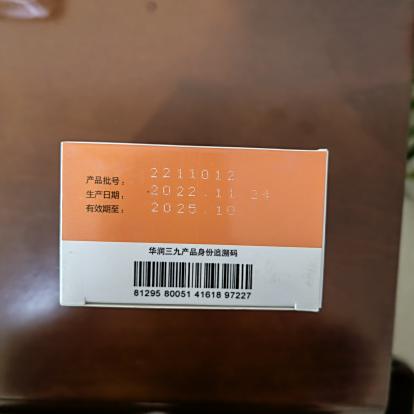 产品批号： 2211012
生产日期： 2022.11.24
有效期至： 2025.10
华润三九产品身份追溯码
81295 80051 41618 97227